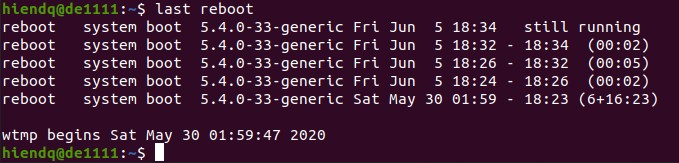 hiendq@de1111:~$ last reboot
reboot   system boot  5.4.0-33-generic Fri Jun  5 18:34   still running
reboot   system boot  5.4.0-33-generic Fri Jun  5 18:32 - 18:34  (00:02)
reboot   system boot  5.4.0-33-generic Fri Jun  5 18:26 - 18:32  (00:05)
reboot   system boot  5.4.0-33-generic Fri Jun  5 18:24 - 18:26  (00:02)
reboot   system boot  5.4.0-33-generic Sat May 30 01:59 - 18:23 (6+16:23)
wtmp begins Sat May 30 01:59:47 2020
hiendq@de1111:~$